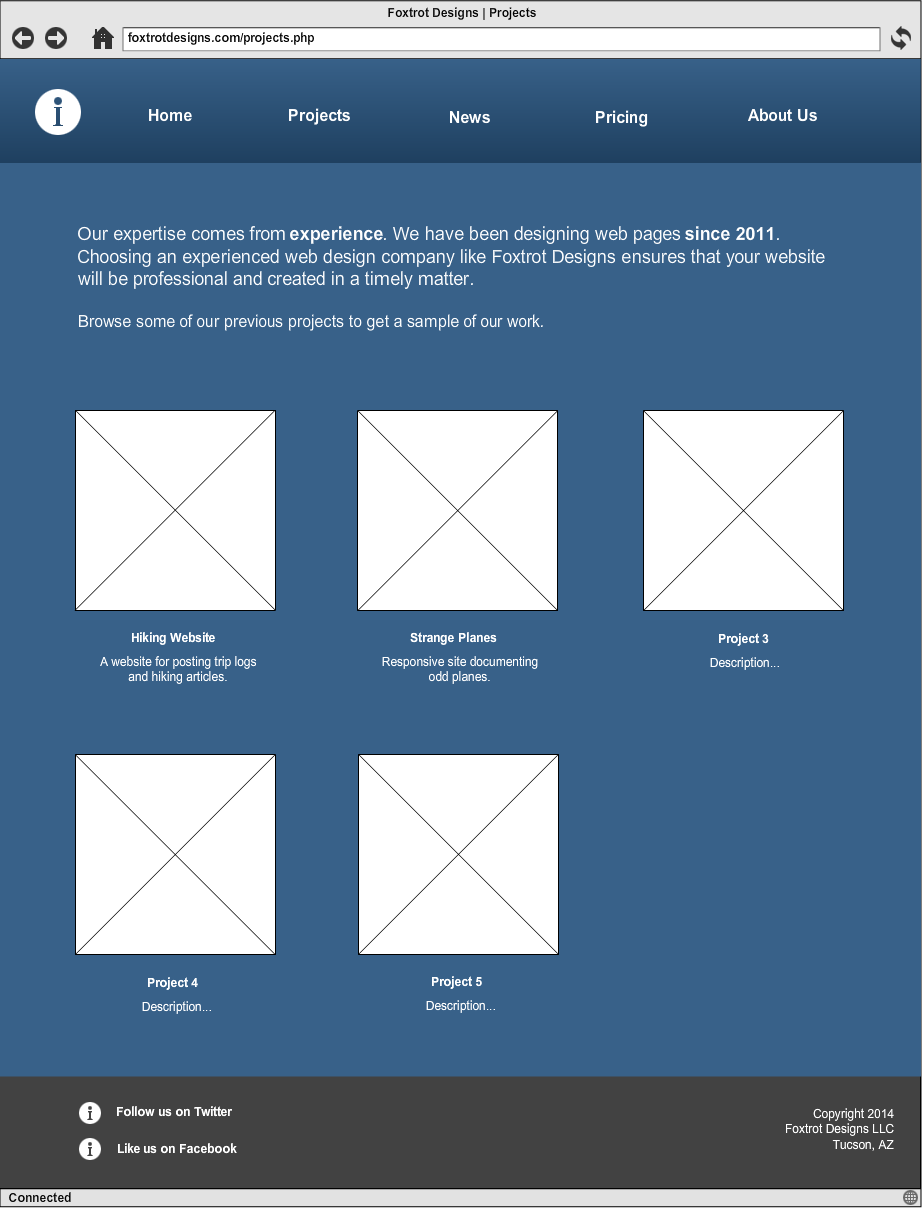 Foxtrot Designs | Projects
foxtrotdesigns.com/projects.php
Home Projects News Pricing About Us
Our expertise comes from experience. We have been designing web pages since 2011.
Choosing an experienced web design company like Foxtrot Designs ensures that your website
will be professional and created in a timely matter.
Browse some of our previous projects to get a sample of our work.
Hiking Website
A website for posting trip logs
and hiking articles.
Strange Planes
Responsive site documenting
odd planes.
Project 3
Description...
Project 4
Description...
Project 5
Description...
Follow us on Twitter
Like us on Facebook
Copyright 2014
Foxtrot Designs LLC
Tucson, AZ
Connected